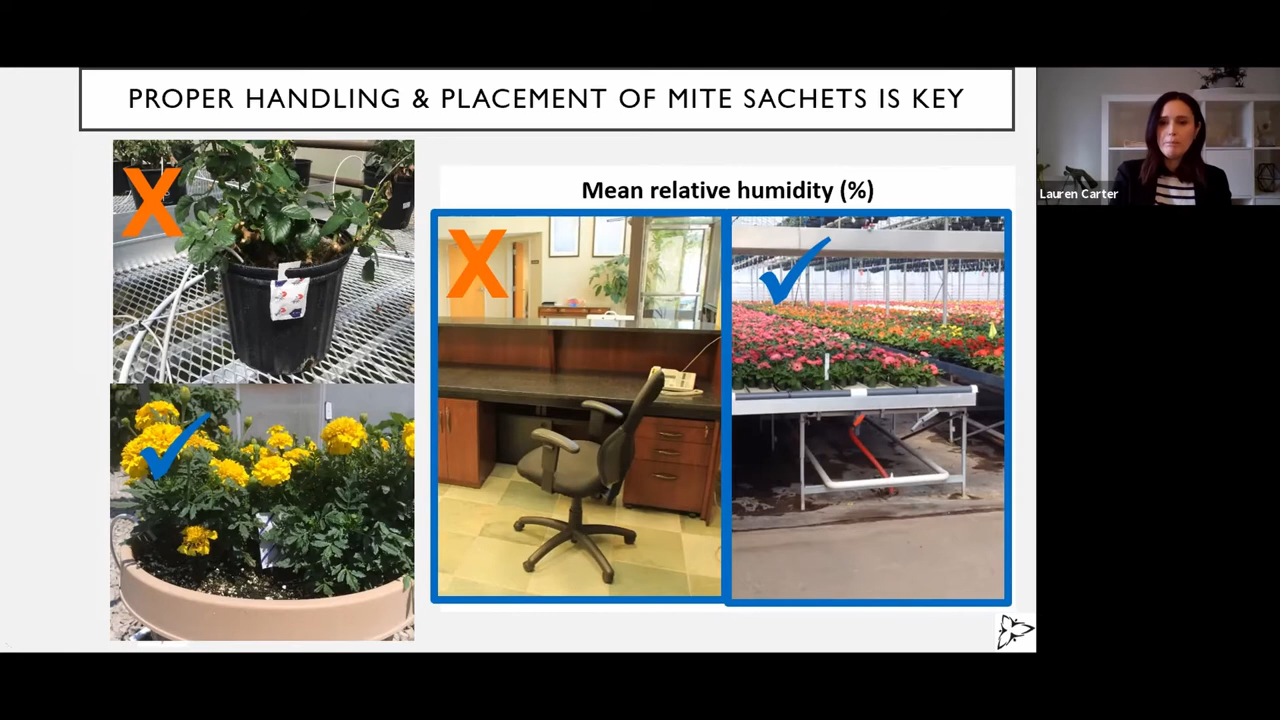 PROPER HANDLING & PLACEMENT OF MITE SACHETS IS KEY
Mean relative humidity (%)
X
X
Lauren Carter